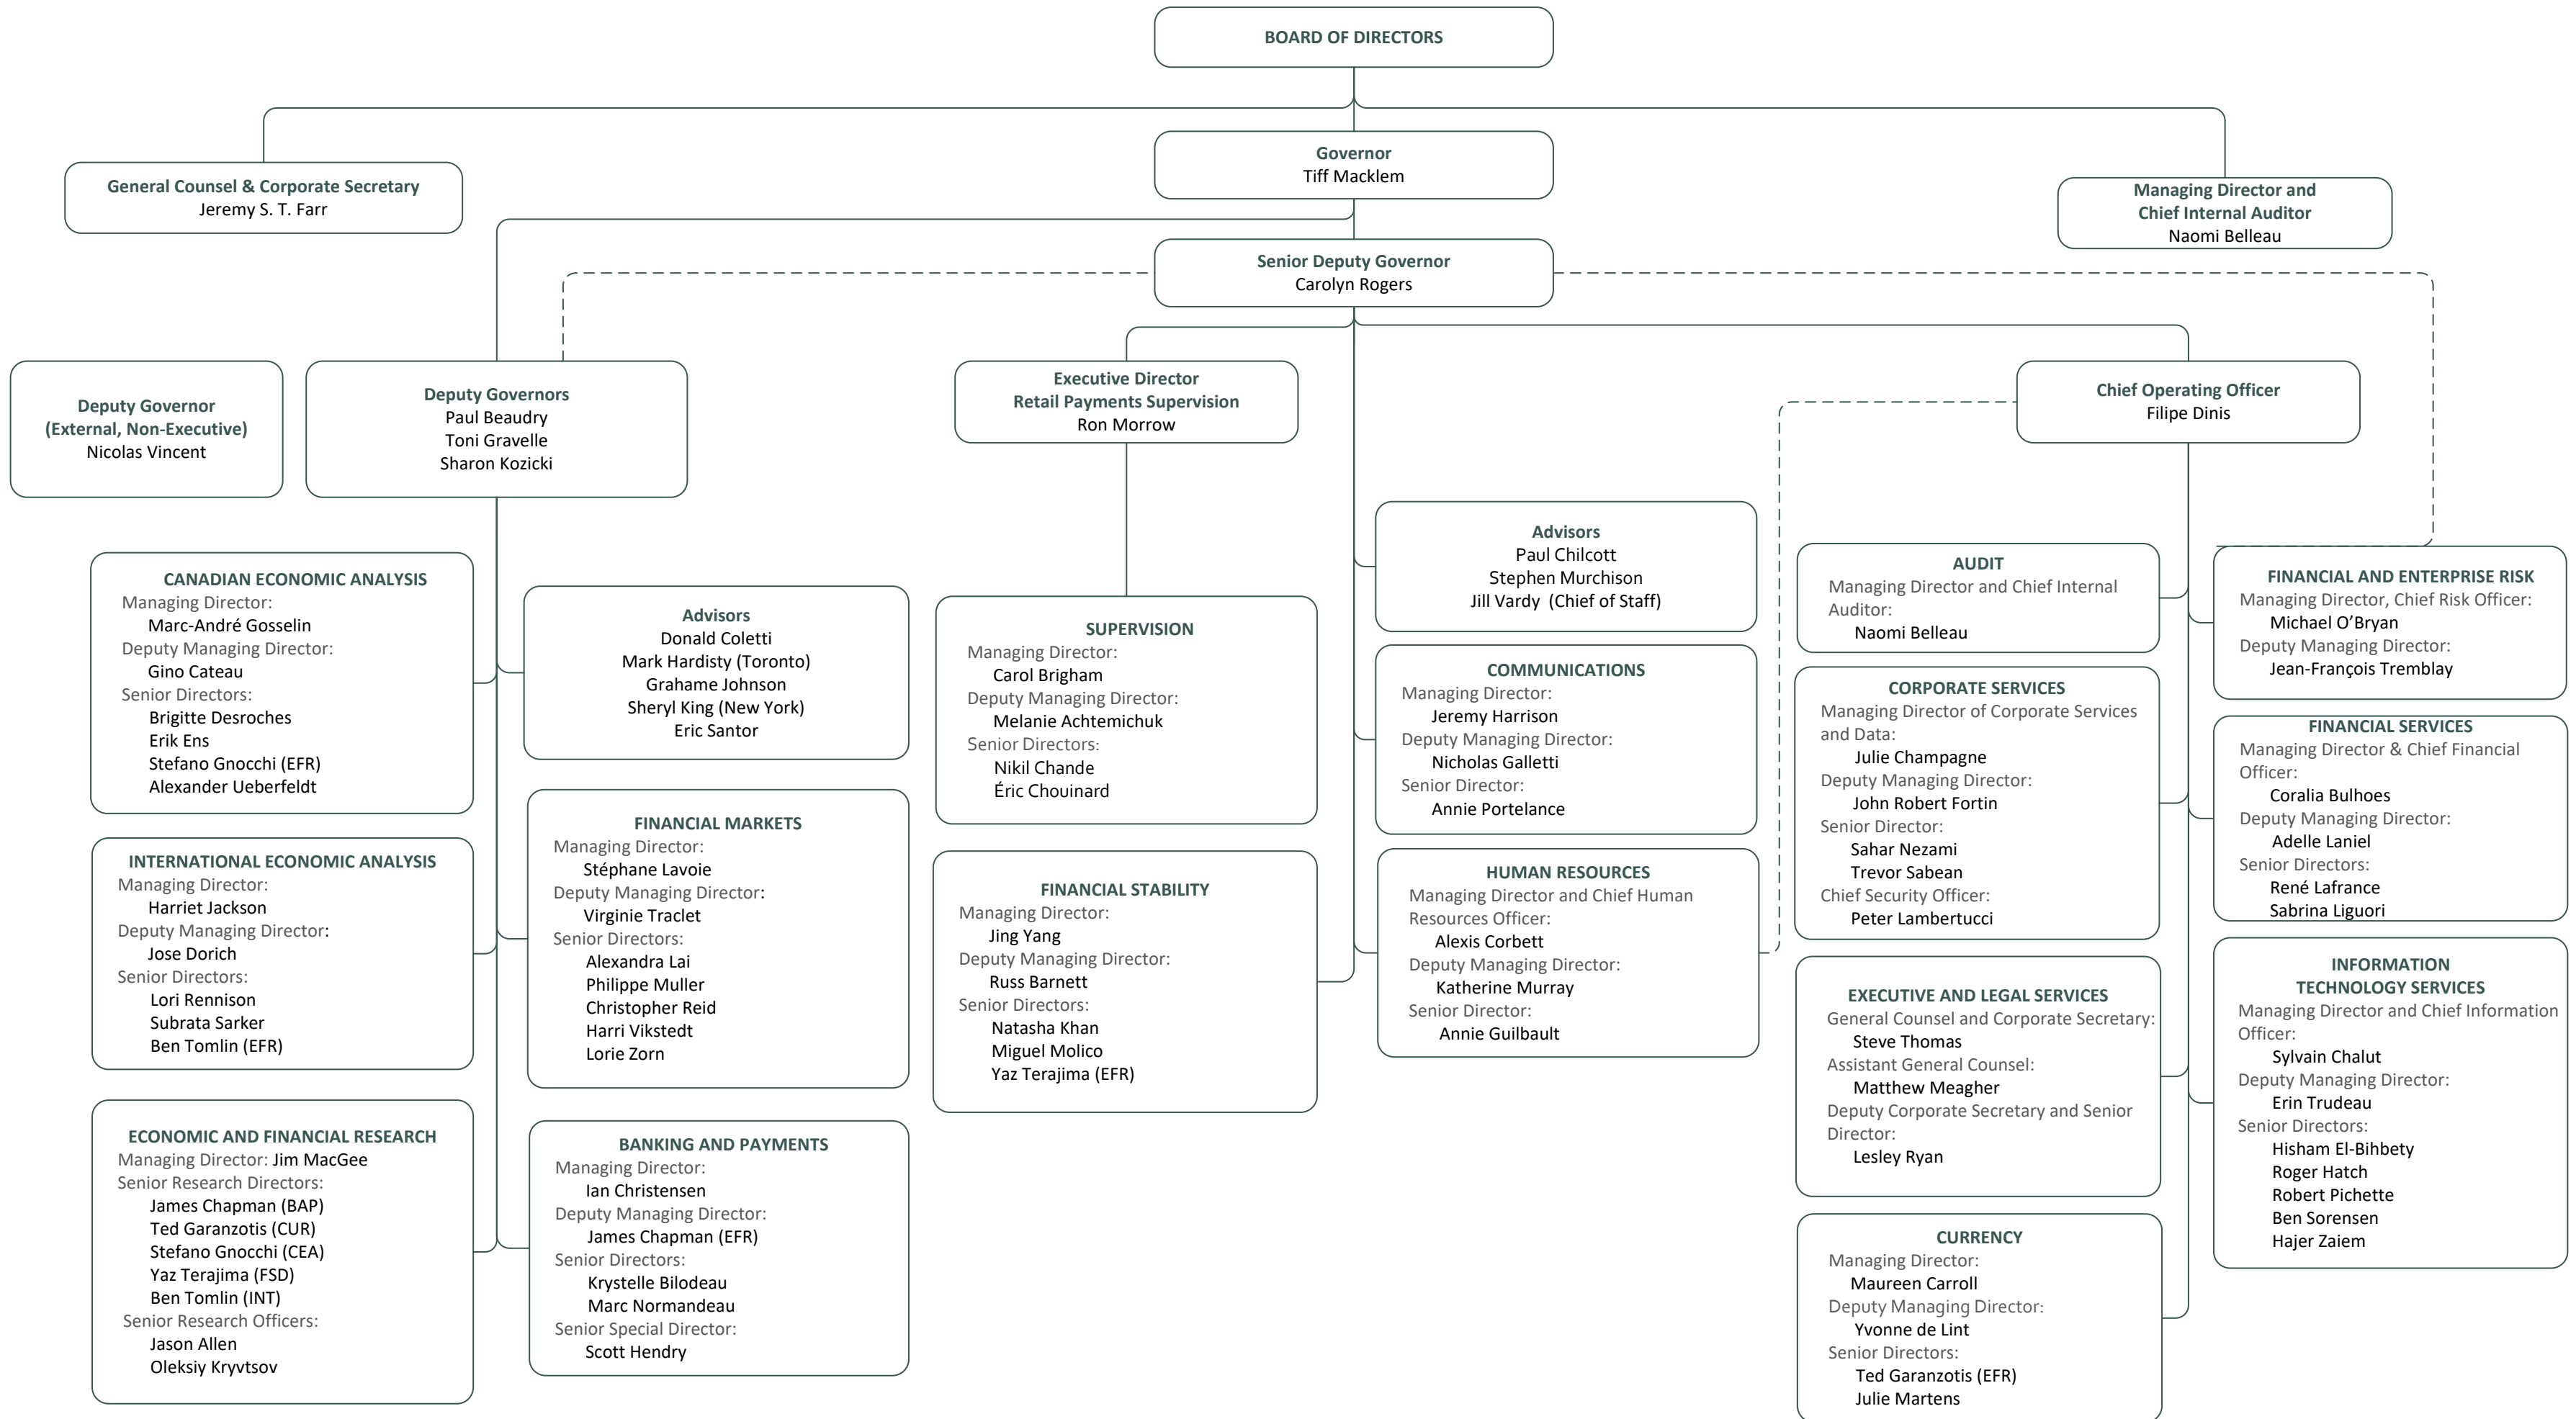 BOARD OF DIRECTORS
General Counsel & Corporate Secretary
Jeremy S. T. Farr
Governor
Tiff Macklem
Managing Director and
Chief Internal Auditor
Naomi Belleau
Senior Deputy Governor
Carolyn Rogers
Deputy Governor
(External, Non-Executive)
Nicolas Vincent
Deputy Governors
Paul Beaudry
Toni Gravelle
Sharon Kozicki
Executive Director
Retail Payments Supervision
Ron Morrow
Chief Operating Officer
Filipe Dinis
CANADIAN ECONOMIC ANALYSIS
Managing Director:
Marc-André Gosselin
Deputy Managing Director:
Gino Cateau
Senior Directors:
Brigitte Desroches
Erik Ens
Stefano Gnocchi (EFR)
Alexander Ueberfeldt
INTERNATIONAL ECONOMIC ANALYSIS
Managing Director:
Harriet Jackson
Deputy Managing Director:
Jose Dorich
Senior Directors:
Lori Rennison
Subrata Sarker
Ben Tomlin (EFR)
ECONOMIC AND FINANCIAL RESEARCH
Managing Director: Jim MacGee
Senior Research Directors:
James Chapman (BAP)
Ted Garanzotis (CUR)
Stefano Gnocchi (CEA)
Yaz Terajima (FSD)
Ben Tomlin (INT)
Senior Research Officers:
Jason Allen
Oleksiy Kryvtsov
Advisors
Donald Coletti
Mark Hardisty (Toronto)
Grahame Johnson
Sheryl King (New York)
Eric Santor
FINANCIAL MARKETS
Managing Director:
Stéphane Lavoie
Deputy Managing Director:
Virginie Traclet
Senior Directors:
Alexandra Lai
Philippe Muller
Christopher Reid
Harri Vikstedt
Lorie Zorn
BANKING AND PAYMENTS
Managing Director:
Ian Christensen
Deputy Managing Director:
James Chapman (EFR)
Senior Directors:
Krystelle Bilodeau
Marc Normandeau
Senior Special Director:
Scott Hendry
SUPERVISION
Managing Director:
Carol Brigham
Deputy Managing Director:
Melanie Achtemichuk
Senior Directors:
Nikil Chande
Éric Chouinard
FINANCIAL STABILITY
Managing Director:
Jing Yang
Deputy Managing Director:
Russ Barnett
Senior Directors:
Natasha Khan
Miguel Molico
Yaz Terajima (EFR)
Advisors
Paul Chilcott
Stephen Murchison
Jill Vardy (Chief of Staff)
COMMUNICATIONS
Managing Director:
Jeremy Harrison
Deputy Managing Director:
Nicholas Galletti
Senior Director:
Annie Portelance
HUMAN RESOURCES
Managing Director and Chief Human
Resources Officer:
Alexis Corbett
Deputy Managing Director:
Katherine Murray
Senior Director:
Annie Guilbault
AUDIT
Managing Director and Chief Internal
Auditor:
Naomi Belleau
CORPORATE SERVICES
Managing Director of Corporate Services
and Data:
Julie Champagne
Deputy Managing Director:
John Robert Fortin
Senior Director:
Sahar Nezami
Trevor Sabean
Chief Security Officer:
Peter Lambertucci
EXECUTIVE AND LEGAL SERVICES
General Counsel and Corporate Secretary:
Steve Thomas
Assistant General Counsel:
Matthew Meagher
Deputy Corporate Secretary and Senior
Director:
Lesley Ryan
CURRENCY
Managing Director:
Maureen Carroll
Deputy Managing Director:
Yvonne de Lint
Senior Directors:
Ted Garanzotis (EFR)
Julie Martens
FINANCIAL AND ENTERPRISE RISK
Managing Director, Chief Risk Officer:
Michael O’Bryan
Deputy Managing Director:
Jean-François Tremblay
FINANCIAL SERVICES
Managing Director & Chief Financial
Officer:
Coralia Bulhoes
Deputy Managing Director:
Adelle Laniel
Senior Directors:
René Lafrance
Sabrina Liguori
INFORMATION
TECHNOLOGY SERVICES
Managing Director and Chief Information
Officer:
Sylvain Chalut
Deputy Managing Director:
Erin Trudeau
Senior Directors:
Hisham El-Bihbety
Roger Hatch
Robert Pichette
Ben Sorensen
Hajer Zaiem